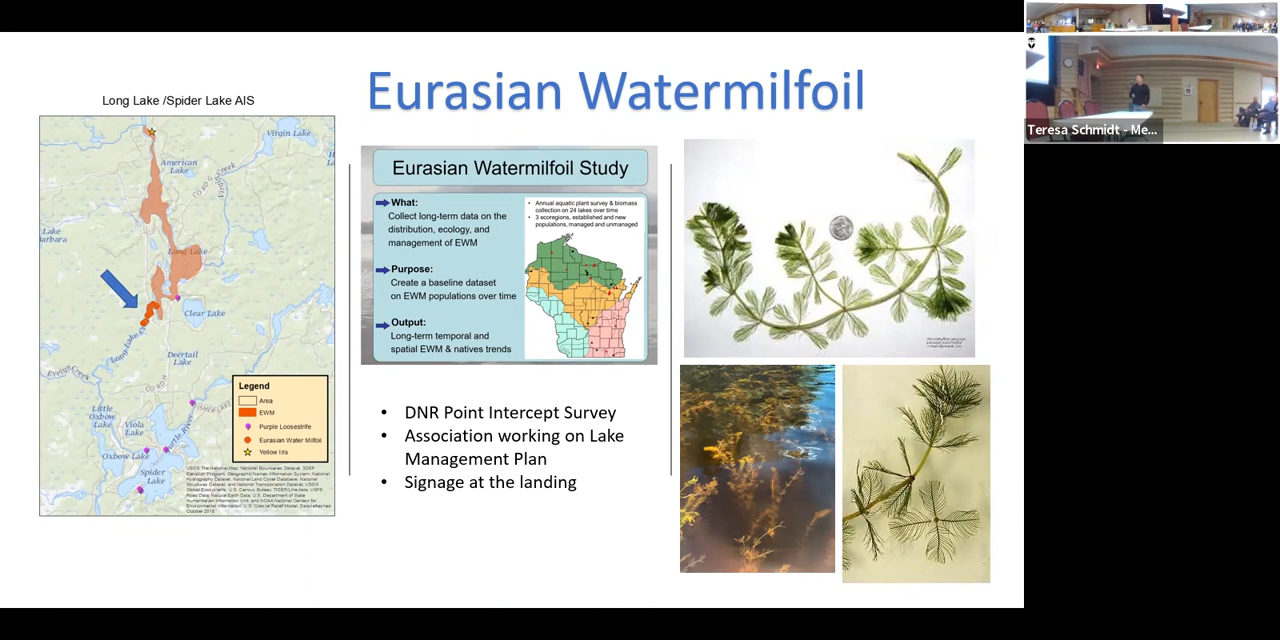 Eurasian Watermilfoil
Long Lake /Spider Lake AIS
Virgin Lake
American
Lake
Lake
Long Lake
Clear Lake
Deertail
Lake
Little
Oxbow
Lake
Viola
Lake
Oxbow Lake
Spider
Lake
Legend
Area
EWM
Purple Loosestrife
Eurasian Water Milfoil
Yellow Iris
Eurasian Watermilfoil Study
What:
Collect long-term data on the
distribution, ecology, and
management of EWM
Purpose:
Create a baseline dataset
on EWM populations over time
Output:
Long-term temporal and
spatial EWM & natives trends
• Annual aquatic plant survey & biomass
collection on 24 lakes over time
• 3 ecoregions, established and new
populations, managed and unmanaged
• DNR Point Intercept Survey
• Association working on Lake
Management Plan
• Signage at the landing
Teresa Schmidt - Me...